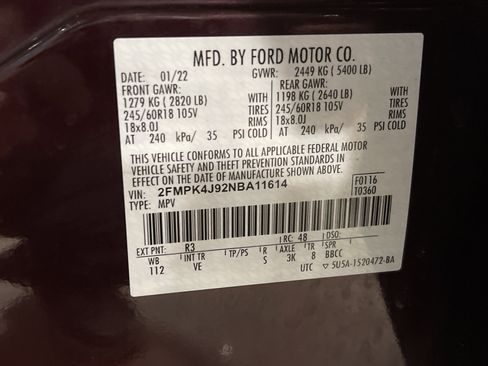 MFD. BY FORD MOTOR CO.
DATE: 01/22 GVWR: 2449 KG (5400 LB)
FRONT GAWR: REAR GAWR:
1279 KG (2820 LB) WITH 1198 KG (2640 LB) WITH
245/60R18 105V TIRES 245/60R18 105V TIRES
18x8.0J RIMS 18x8.0J RIMS
AT 240 kPa/ 35 PSI COLD AT 240 kPa/ 35 PSI COLD
THIS VEHICLE CONFORMS TO ALL APPLICABLE FEDERAL MOTOR
VEHICLE SAFETY AND THEFT PREVENTION STANDARDS IN
EFFECT ON THE DATE OF MANUFACTURE SHOWN ABOVE.
VIN: 2FMPK4J92NBA11614 F0116
TYPE: MPV T0360
EXT PNT: R3 RC: 48 DSO:
WB INT TR TP/PS R AXLE TR SPR
112 VE S 3K 8 BBCC
UTC ▽ 5U5A-1520472-BA